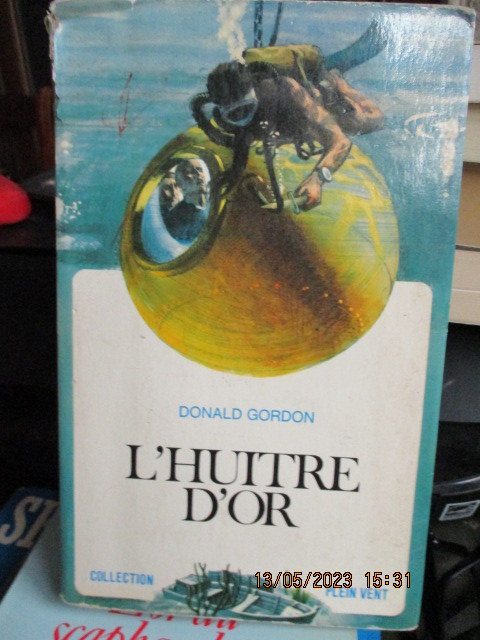 DONALD GORDON
L'HUITRE
D'OR
COLLECTION
PLEIN VENT
13/05/2023 15:31